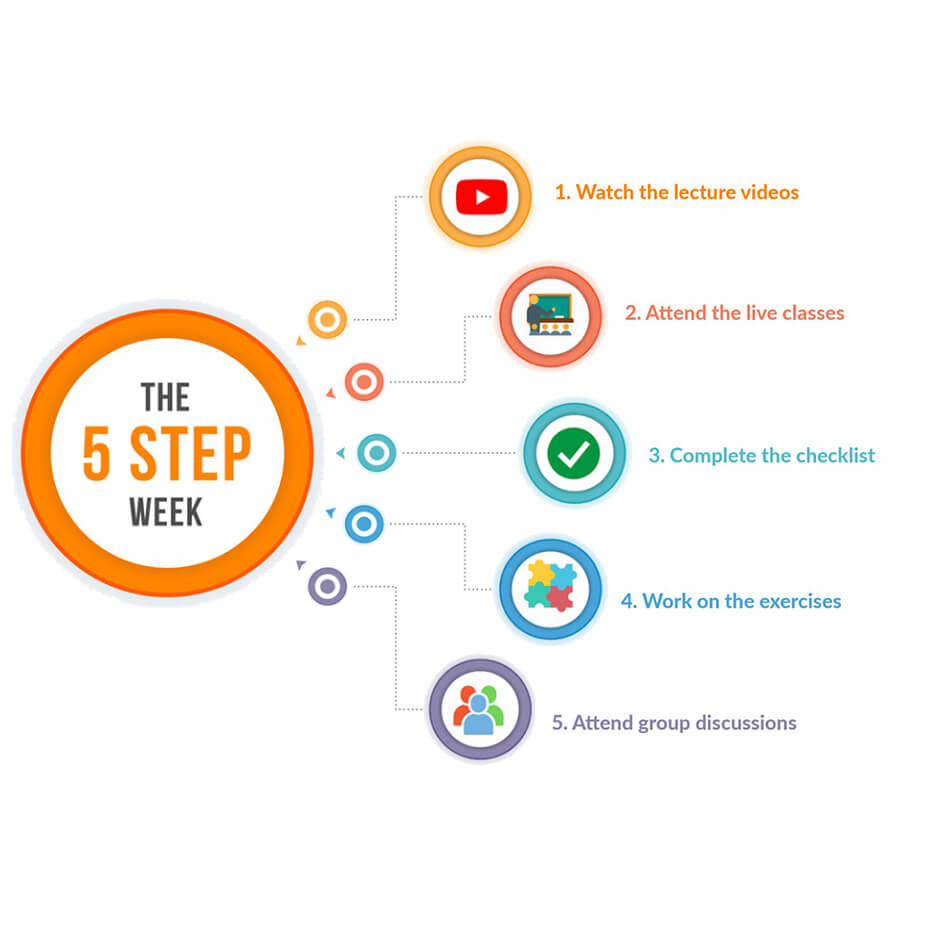 THE
5 STEP
WEEK
1. Watch the lecture videos
2. Attend the live classes
3. Complete the checklist
4. Work on the exercises
5. Attend group discussions